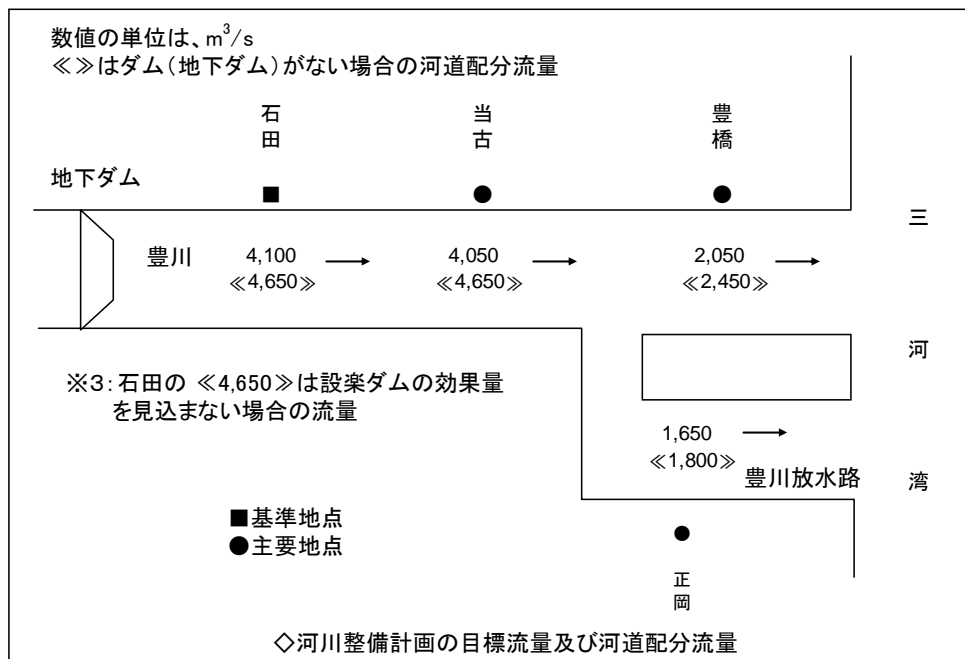 数値の単位は、m³/s
≪≫はダム（地下ダム）がない場合の河道配分流量
石田
当古
豊橋
地下ダム
豊川
4,100
≪4,650≫
4,050
≪4,650≫
2,050
≪2,450≫
三河湾
※３：石田の ≪4,650≫は設楽ダムの効果量
を見込まない場合の流量
1,650
≪1,800≫
豊川放水路
■基準地点
●主要地点
正岡
◇河川整備計画の目標流量及び河道配分流量